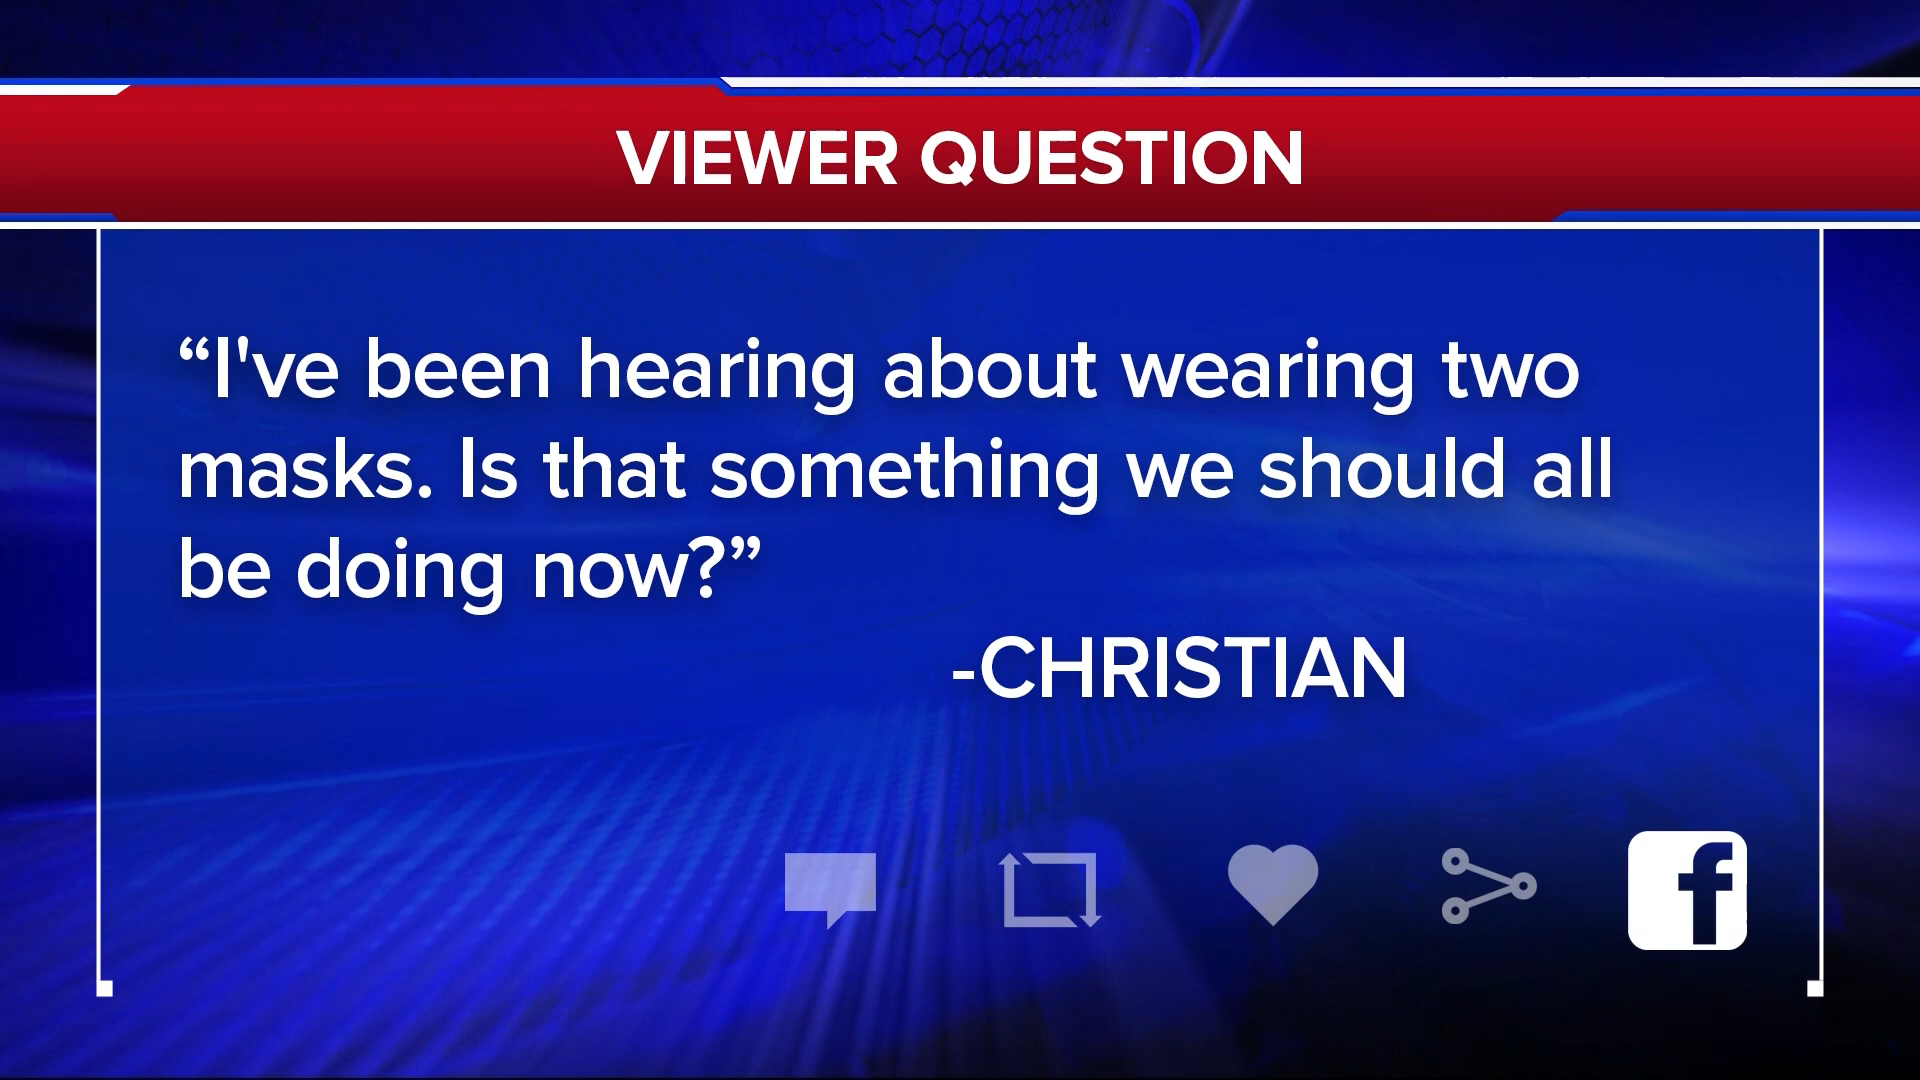 VIEWER QUESTION
“I've been hearing about wearing two
masks. Is that something we should all
be doing now?”
-CHRISTIAN
f